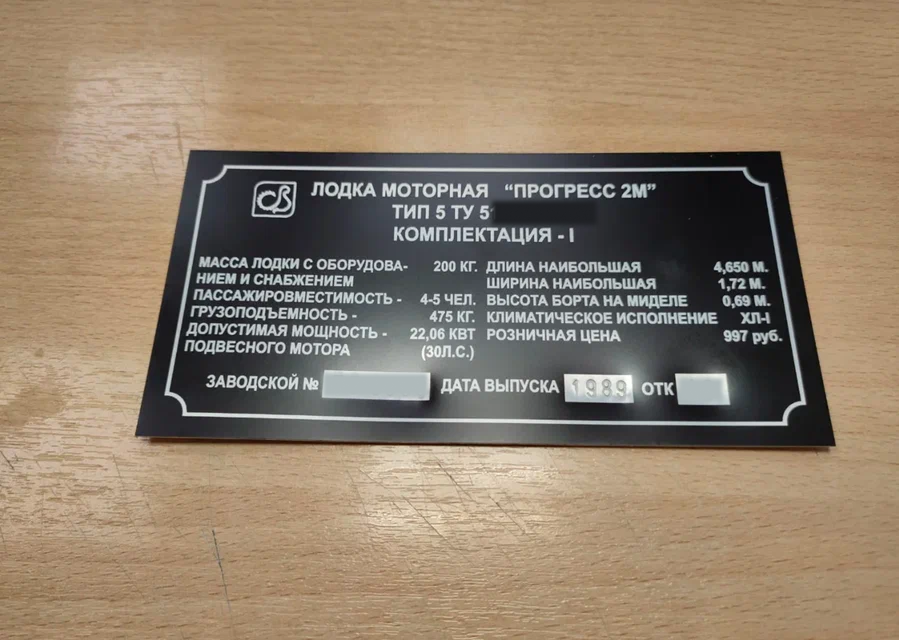 ЛОДКА МОТОРНАЯ "ПРОГРЕСС 2М"
ТИП 5 ТУ 5
КОМПЛЕКТАЦИЯ - I
МАССА ЛОДКИ С ОБОРУДОВА- 200 КГ.
НИЕМ И СНАБЖЕНИЕМ
ПАССАЖИРОВМЕСТИМОСТЬ - 4-5 ЧЕЛ.
ГРУЗОПОДЪЕМНОСТЬ - 475 КГ.
ДОПУСТИМАЯ МОЩНОСТЬ - 22,06 КВТ
ПОДВЕСНОГО МОТОРА (30Л.С.)
ДЛИНА НАИБОЛЬШАЯ 4,650 М.
ШИРИНА НАИБОЛЬШАЯ 1,72 М.
ВЫСОТА БОРТА НА МИДЕЛЕ 0,69 М.
КЛИМАТИЧЕСКОЕ ИСПОЛНЕНИЕ ХЛ-I
РОЗНИЧНАЯ ЦЕНА 997 руб.
ЗАВОДСКОЙ № ДАТА ВЫПУСКА 1989 ОТК